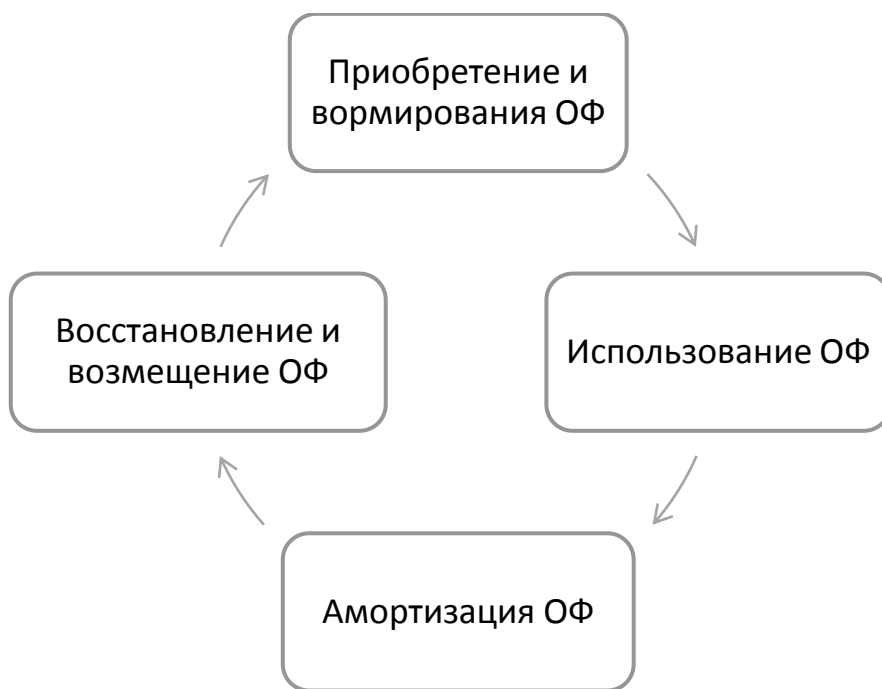 Приобретение и
вормирования ОФ
Использование ОФ
Амортизация ОФ
Восстановление и
возмещение ОФ